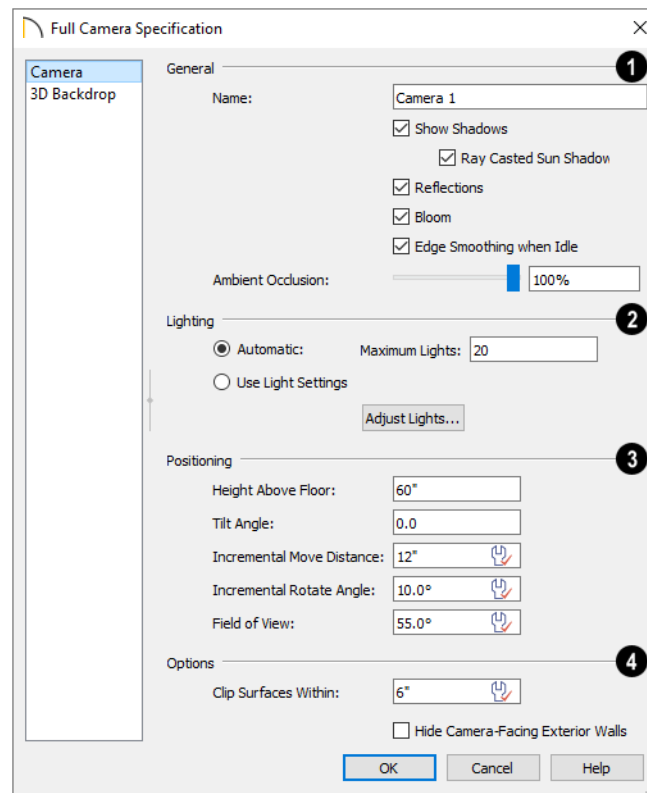 Full Camera Specification
Camera
3D Backdrop
General
1
Name:
Camera 1
Show Shadows
Ray Casted Sun Shadow
Reflections
Bloom
Edge Smoothing when Idle
Ambient Occlusion:
100%
Lighting
2
Automatic:
Maximum Lights:
20
Use Light Settings
Adjust Lights...
Positioning
3
Height Above Floor:
60"
Tilt Angle:
0.0
Incremental Move Distance:
12"
Incremental Rotate Angle:
10.0°
Field of View:
55.0°
Options
4
Clip Surfaces Within:
6"
Hide Camera-Facing Exterior Walls
OK
Cancel
Help